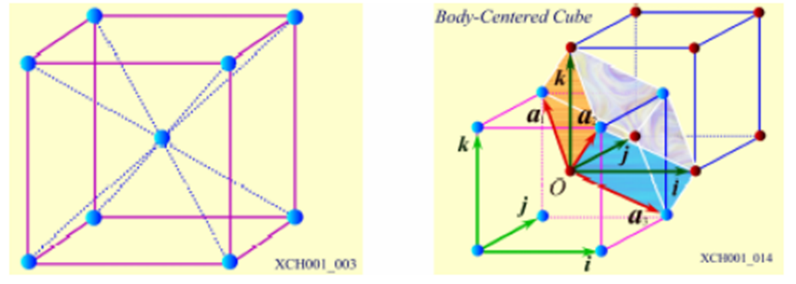 XCH001_003
Body-Centered Cube
k
a1
a2
k
j
Ō
i
j
a3
i
XCH001_014